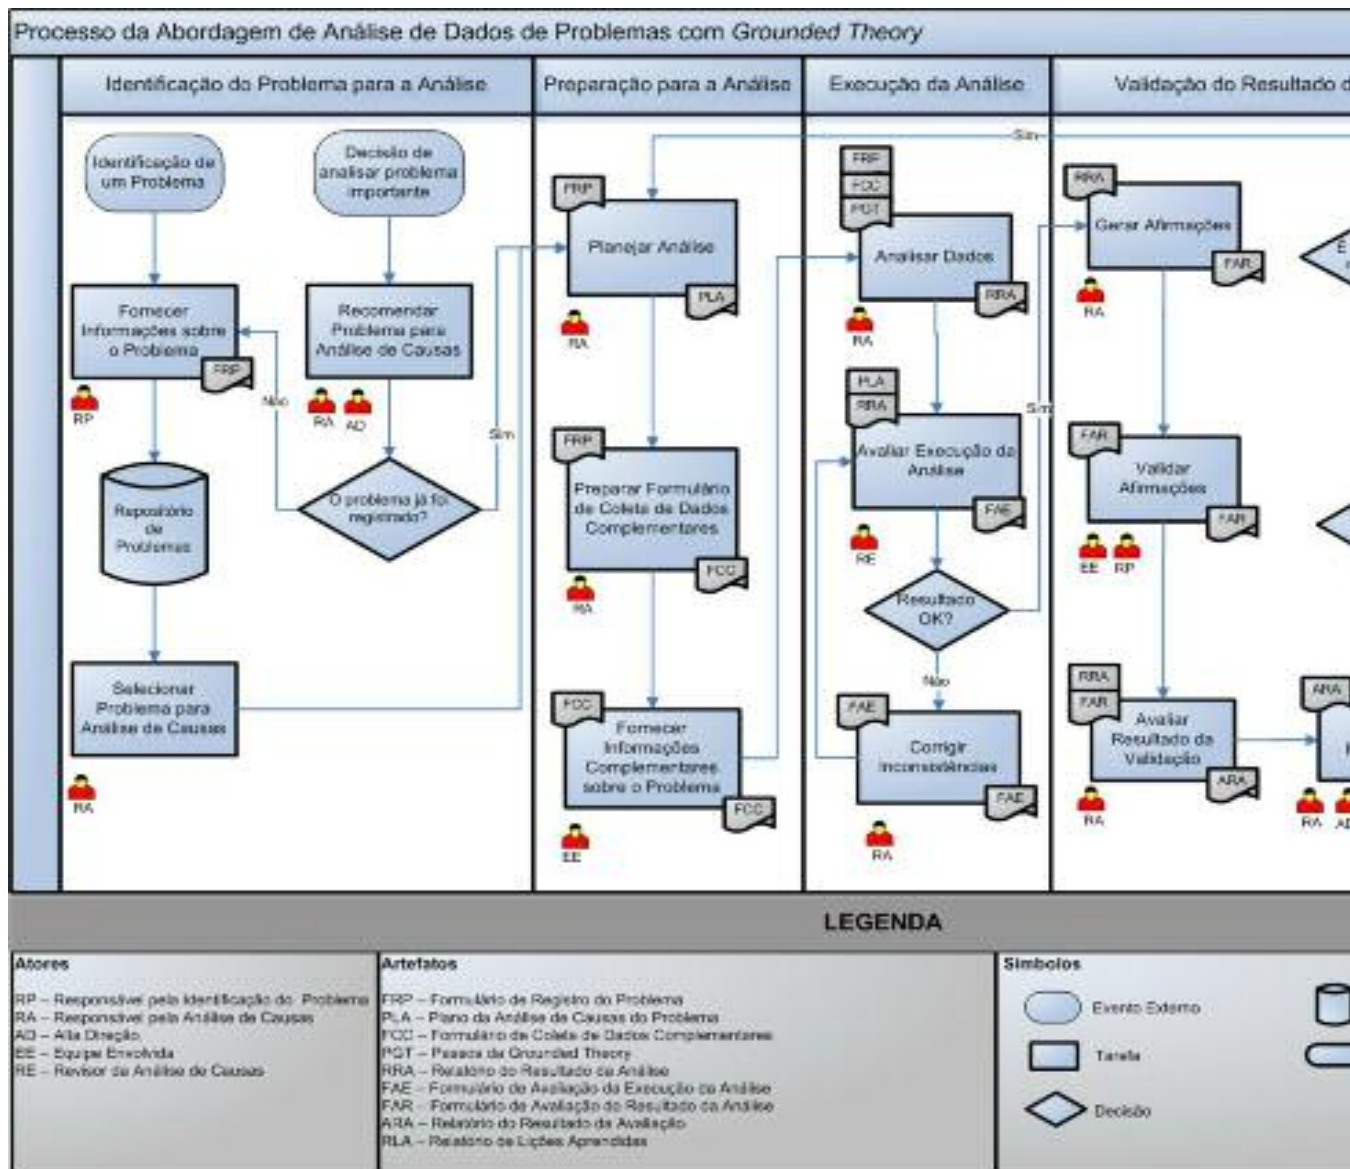 Processo da Abordagem de Análise de Dados de Problemas com Grounded Theory
Identificação do Problema para a Análise
Preparação para a Análise
Execução da Análise
Validação do Resultado d
Identificação de
um Problema
Decisão de
analisar problema
importante
Fornecer
Informações sobre
o Problema
FRP
RP
Recomendar
Problema para
Análise de Causas
RA
AD
Não
Sim
O problema já foi
registrado?
Repositório
de
Problemas
Selecionar
Problema para
Análise de Causas
RA
Sim
FRP
Planejar Análise
PLA
RA
FRP
Preparar Formulário
de Coleta de Dados
Complementares
FCC
RA
FCC
Fornecer
Informações
Complementares
sobre o Problema
FCC
EE
FRP
FCC
PGT
Analisar Dados
RRA
RA
PLA
RRA
Avaliar Execução da
Análise
FAE
RE
Resultado
OK?
Sim
Não
FAE
Corrigir
Inconsistências
FAE
RA
RRA
Gerar Afirmações
FAR
RA
FAR
Validar
Afirmações
FAR
EE
RP
RRA
FAR
Avaliar
Resultado da
Validação
ARA
RA
ARA
RA
LEGENDA
Atores
RP – Responsável pela Identificação do Problema
RA – Responsável pela Análise de Causas
AD – Alta Direção
EE – Equipe Envolvida
RE – Revisor da Análise de Causas
Artefatos
FRP – Formulário de Registro do Problema
PLA – Plano da Análise de Causas do Problema
FCC – Formulário de Coleta de Dados Complementares
PGT – Passos da Grounded Theory
RRA – Relatório do Resultado da Análise
FAE – Formulário de Avaliação da Execução da Análise
FAR – Formulário de Avaliação do Resultado da Análise
ARA – Relatório do Resultado da Avaliação
RLA – Relatório de Lições Aprendidas
Símbolos
Evento Externo
Tarefa
Decisão